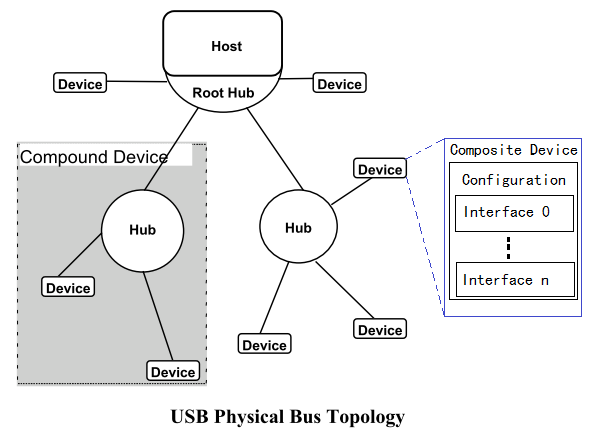 Host
Device
Root Hub
Device
Compound Device
Hub
Device
Device
Device
Hub
Device
Device
Composite Device
Configuration
Interface 0
Interface n
USB Physical Bus Topology